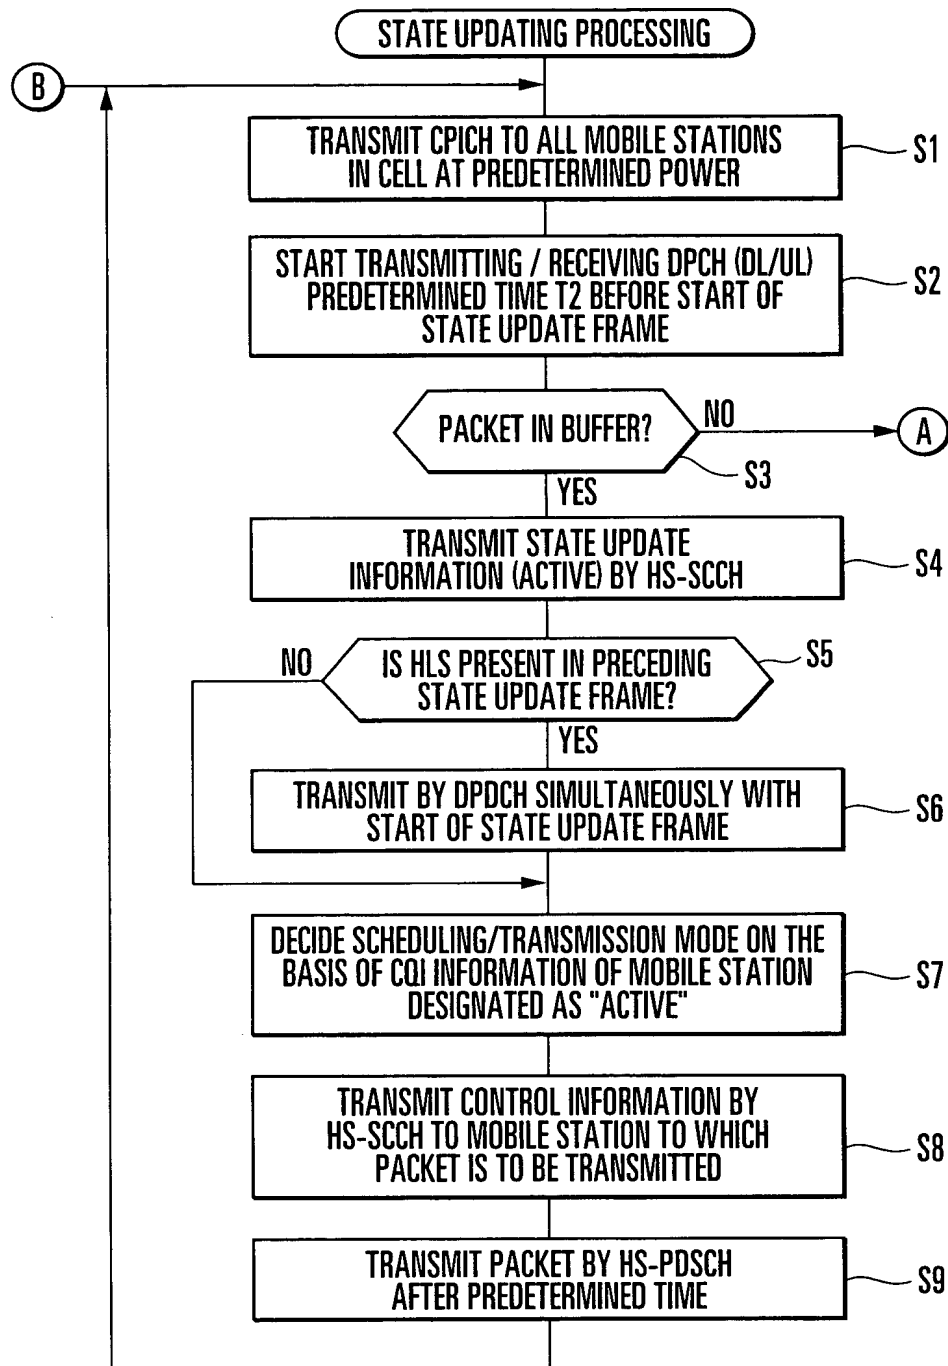 STATE UPDATING PROCESSING
B
TRANSMIT CPICH TO ALL MOBILE STATIONS
IN CELL AT PREDETERMINED POWER
S1
START TRANSMITTING / RECEIVING DPCH (DL/UL)
PREDETERMINED TIME T2 BEFORE START OF
STATE UPDATE FRAME
S2
PACKET IN BUFFER?
NO
A
S3
YES
TRANSMIT STATE UPDATE
INFORMATION (ACTIVE) BY HS-SCCH
S4
NO
IS HLS PRESENT IN PRECEDING
STATE UPDATE FRAME?
S5
YES
TRANSMIT BY DPDCH SIMULTANEOUSLY WITH
START OF STATE UPDATE FRAME
S6
DECIDE SCHEDULING/TRANSMISSION MODE ON THE
BASIS OF CQI INFORMATION OF MOBILE STATION
DESIGNATED AS "ACTIVE"
S7
TRANSMIT CONTROL INFORMATION BY
HS-SCCH TO MOBILE STATION TO WHICH
PACKET IS TO BE TRANSMITTED
S8
TRANSMIT PACKET BY HS-PDSCH
AFTER PREDETERMINED TIME
S9